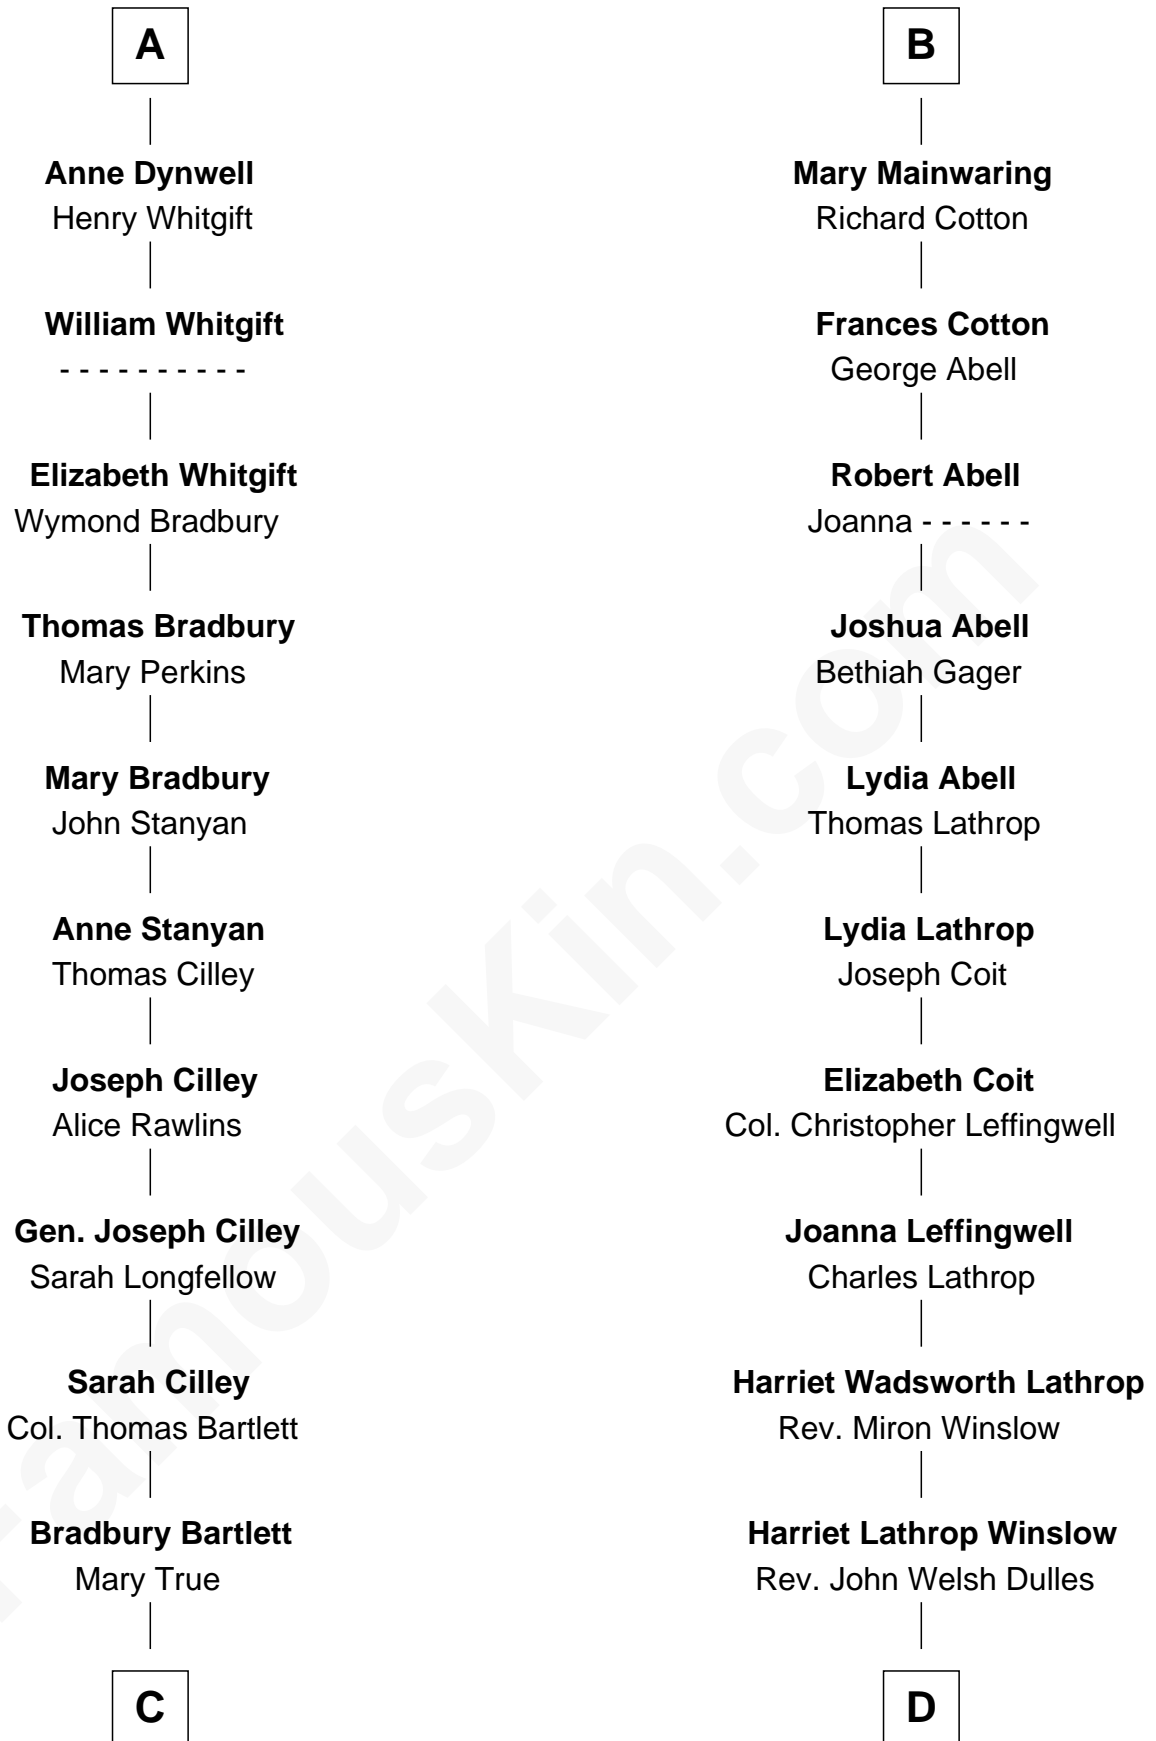 A
Anne Dynwell
Henry Whitgift
William Whitgift
- - - - - - - - - -
Elizabeth Whitgift
Wymond Bradbury
Thomas Bradbury
Mary Perkins
Mary Bradbury
John Stanyan
Anne Stanyan
Thomas Cilley
Joseph Cilley
Alice Rawlins
Gen. Joseph Cilley
Sarah Longfellow
Sarah Cilley
Col. Thomas Bartlett
Bradbury Bartlett
Mary True
C
B
Mary Mainwaring
Richard Cotton
Frances Cotton
George Abell
Robert Abell
Joanna - - - - - -
Joshua Abell
Bethiah Gager
Lydia Abell
Thomas Lathrop
Lydia Lathrop
Joseph Coit
Elizabeth Coit
Col. Christopher Leffingwell
Joanna Leffingwell
Charles Lathrop
Harriet Wadsworth Lathrop
Rev. Miron Winslow
Harriet Lathrop Winslow
Rev. John Welsh Dulles
D
FamousKin.com